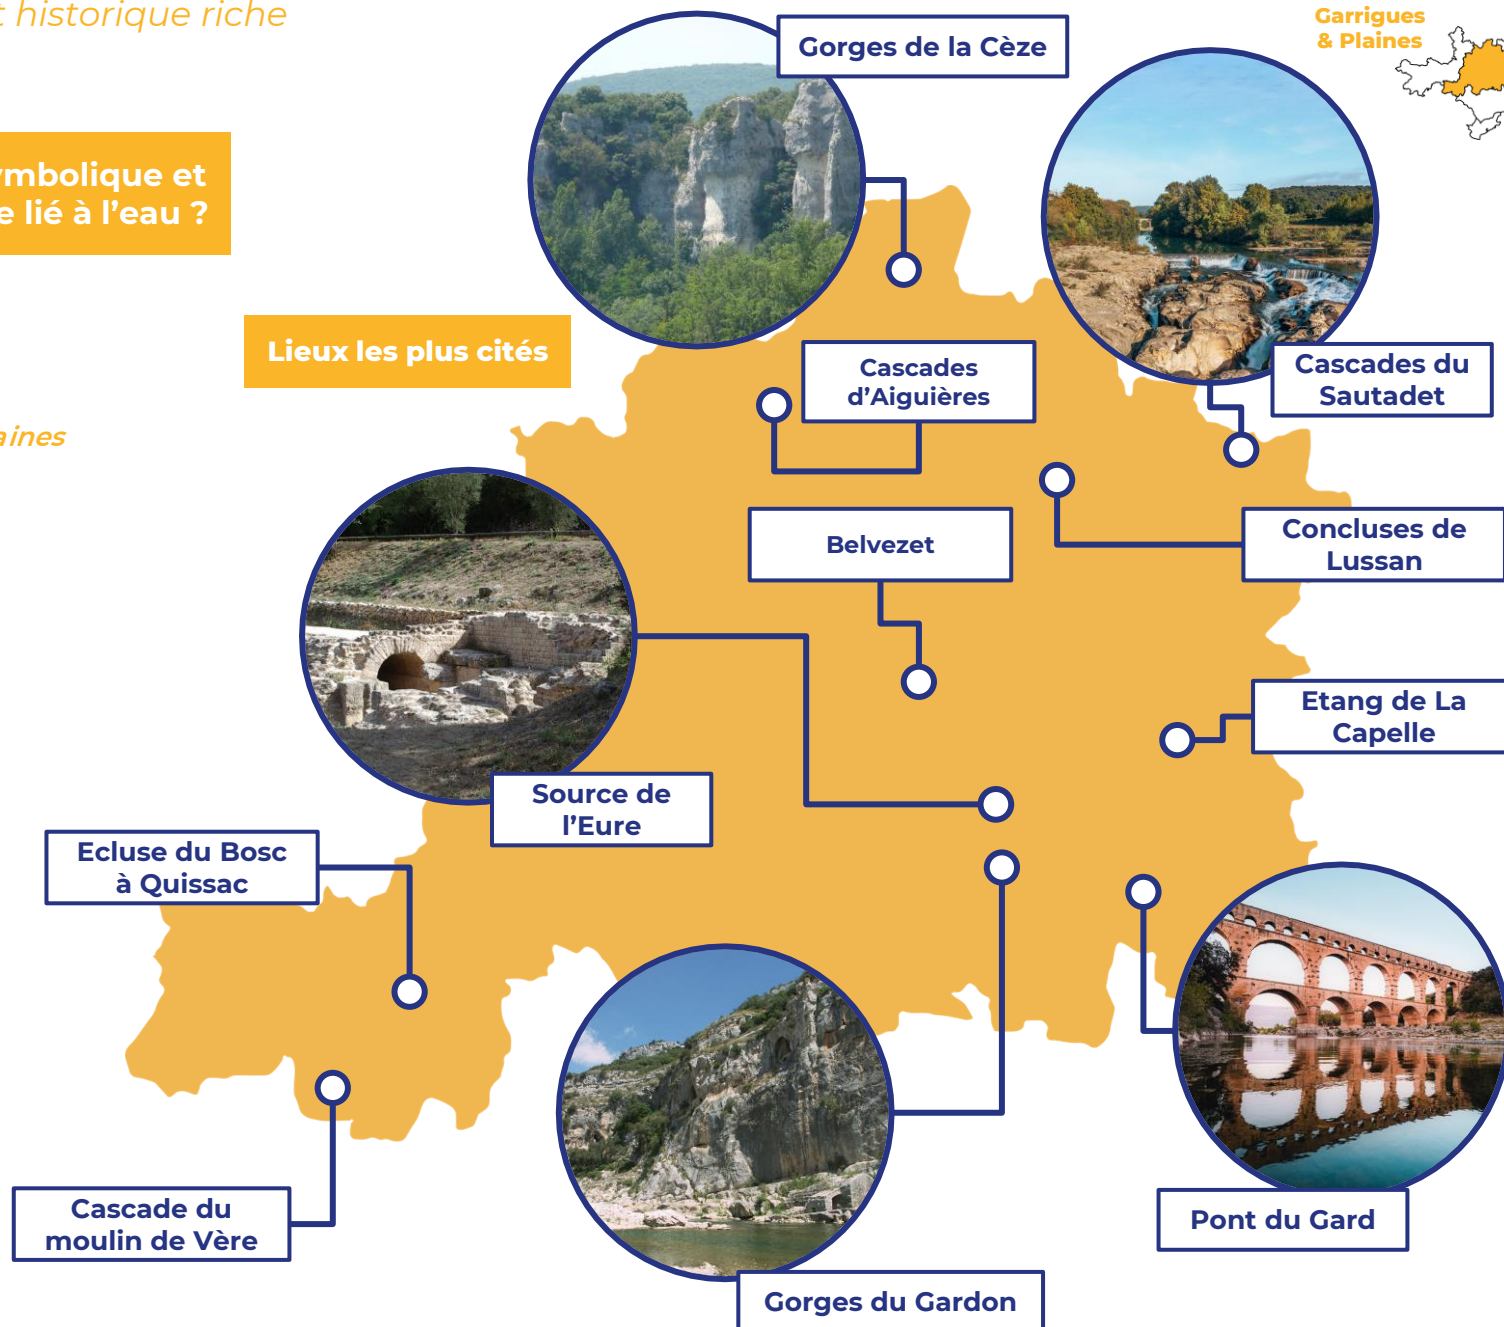 t historique riche
Garrigues
& Plaines
Gorges de la Cèze
mbolique et
e lié à l'eau ?
Lieux les plus cités
Cascades
d'Aiguières
Cascades du
Sautadet
aines
Belvezet
Concluses de
Lussan
Etang de La
Capelle
Source de
l'Eure
Ecluse du Bosc
à Quissac
Cascade du
moulin de Vère
Pont du Gard
Gorges du Gardon